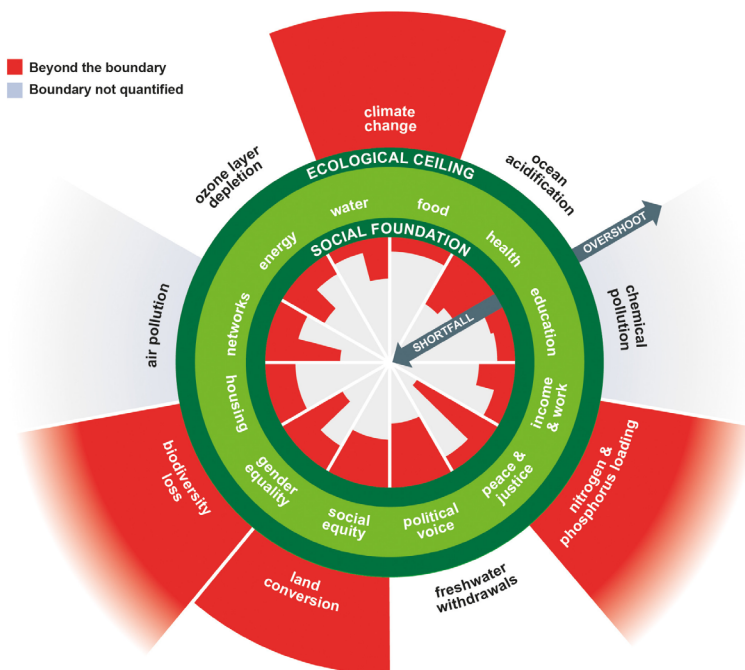 Beyond the boundary
Boundary not quantified
climate
change
ozone layer
depletion
ECOLOGICAL CEILING
ocean
acidification
water
food
energy
health
SOCIAL FOUNDATION
OVERSHOOT
SHORTFALL
air pollution
networks
education
chemical
pollution
housing
income
& work
biodiversity
loss
gender
equality
social
equity
political
voice
peace &
justice
nitrogen &
phosphorus loading
land
conversion
freshwater
withdrawals